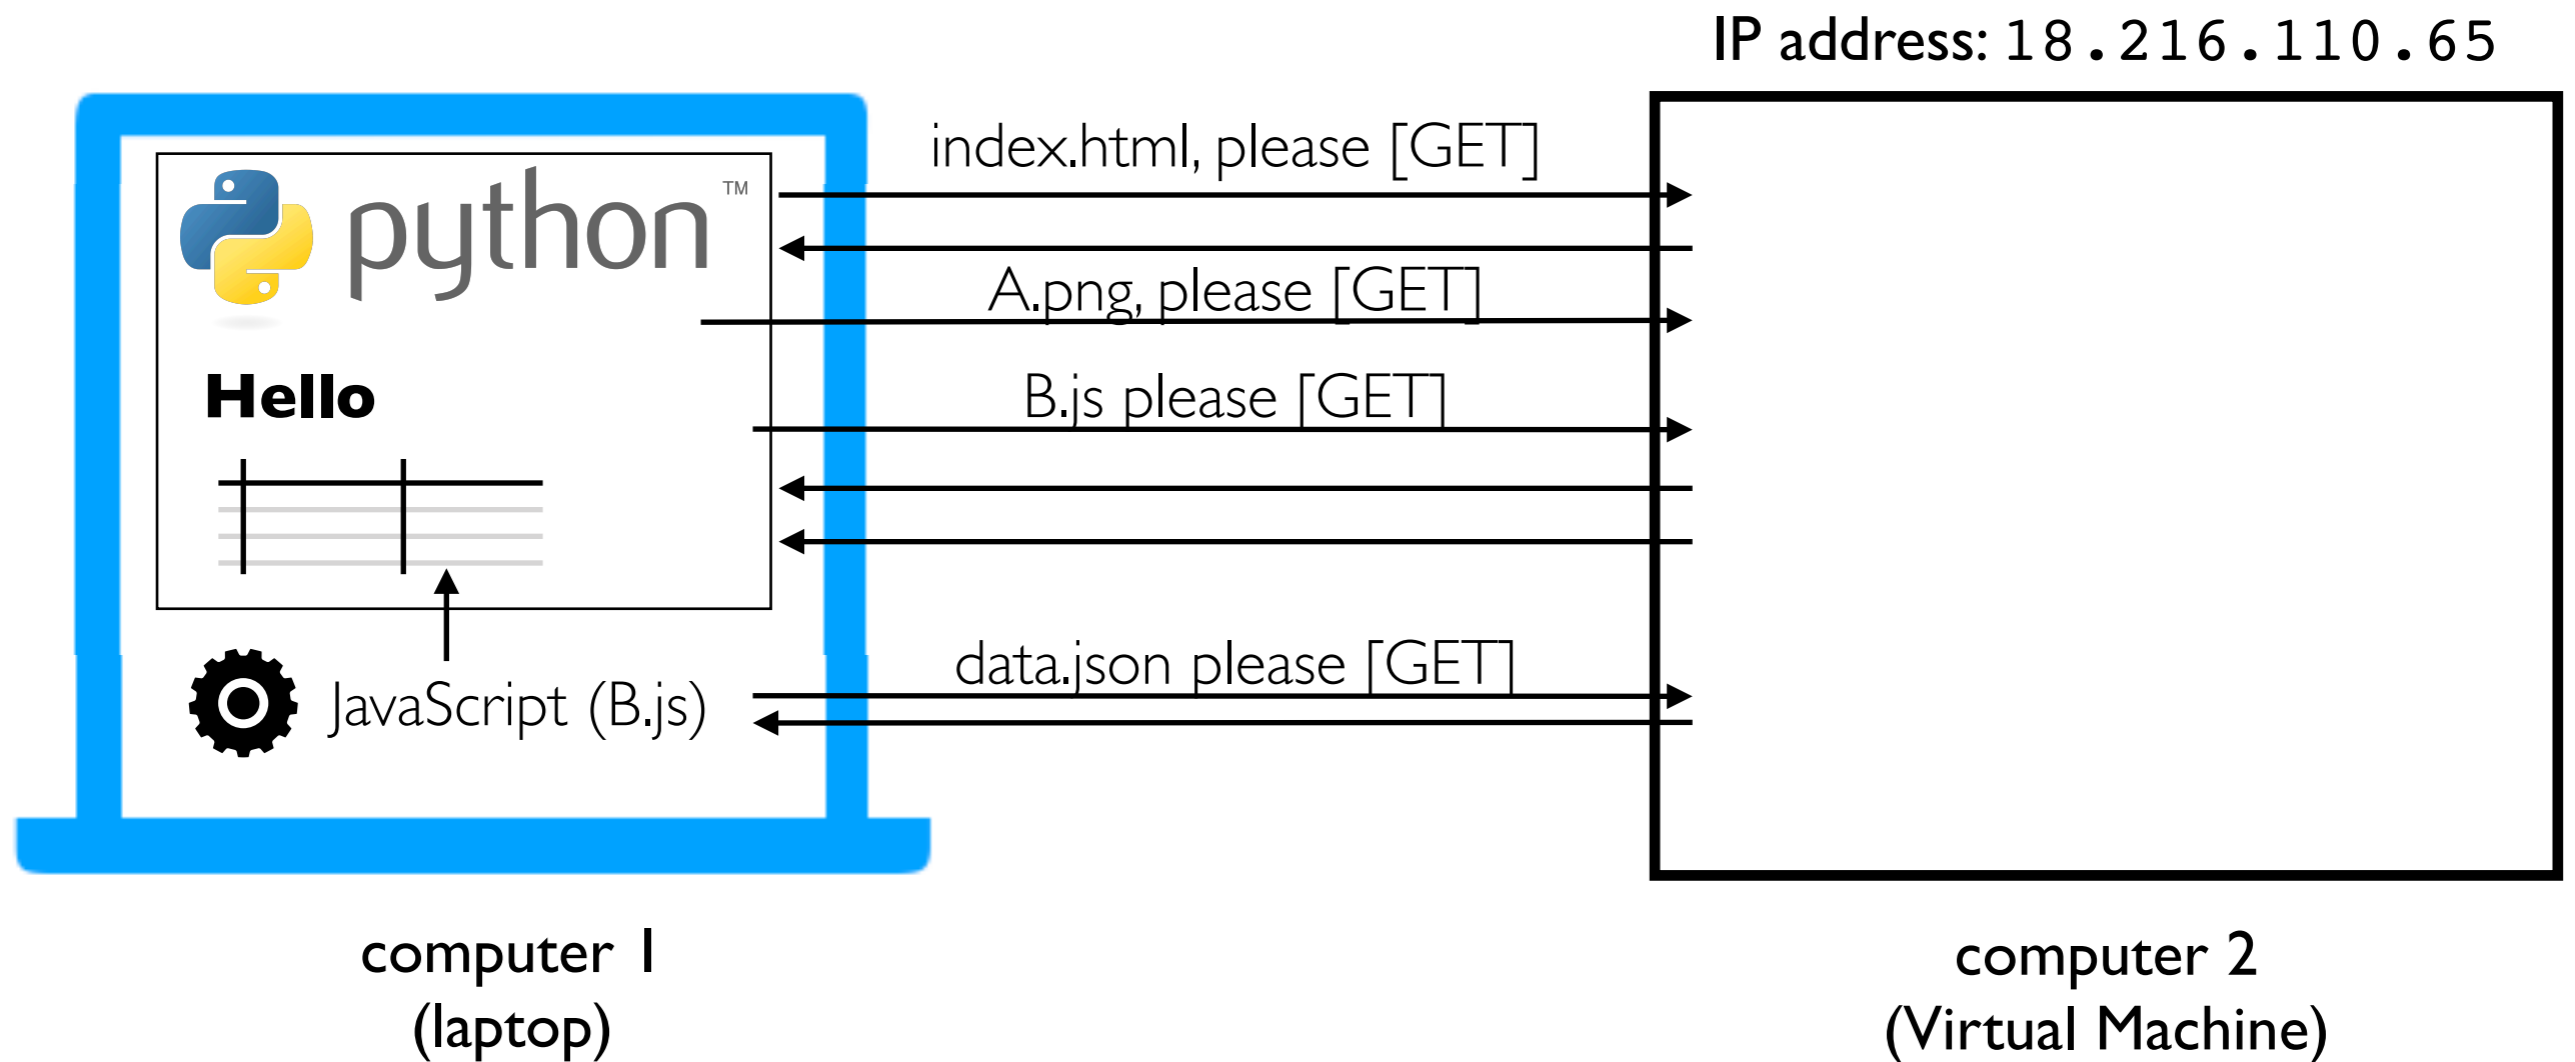 IP address: 18.216.110.65
index.html, please [GET]
python™
A.png, please [GET]
B.js please [GET]
Hello
data.json please [GET]
JavaScript (B.js)
computer 1
(laptop)
computer 2
(Virtual Machine)